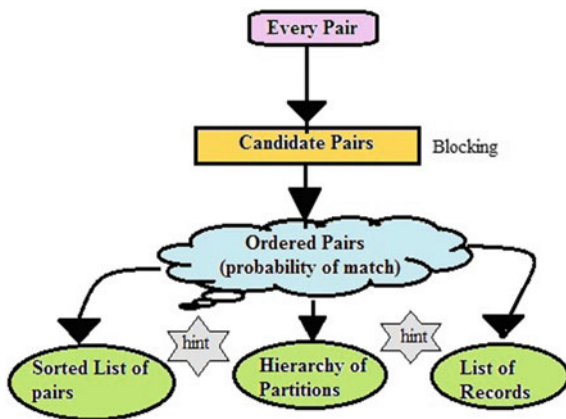 Every Pair
Candidate Pairs
Blocking
Ordered Pairs
(probability of match)
hint
hint
Sorted List of
pairs
Hierarchy of
Partitions
List of
Records